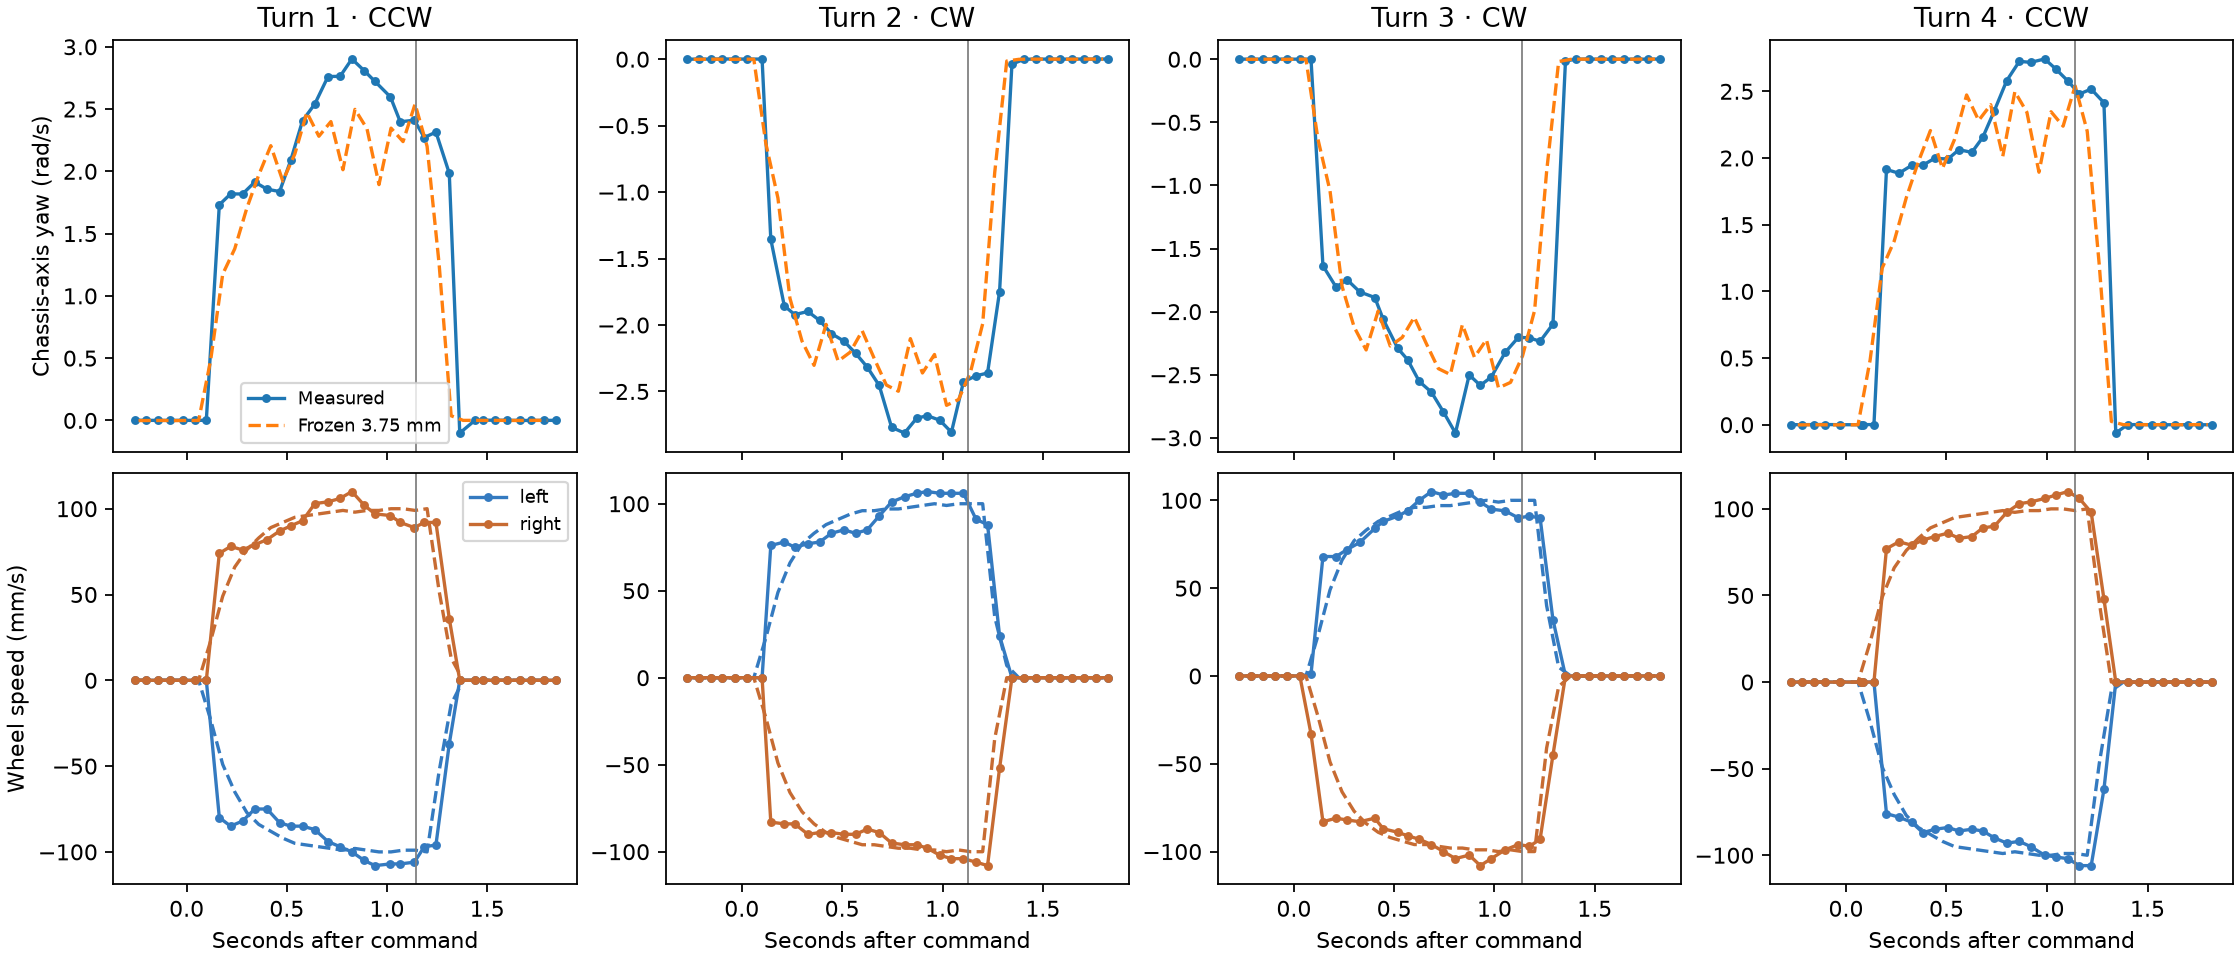 Turn 1 · CCW
Turn 2 · CW
Turn 3 · CW
Turn 4 · CCW
Chassis-axis yaw (rad/s)
3.0
2.5
2.0
1.5
1.0
0.5
0.0
Measured
Frozen 3.75 mm
0.0
−0.5
−1.0
−1.5
−2.0
−2.5
0.0
−0.5
−1.0
−1.5
−2.0
−2.5
−3.0
2.5
2.0
1.5
1.0
0.5
0.0
Wheel speed (mm/s)
100
50
0
−50
−100
left
right
0.0 0.5 1.0 1.5
Seconds after command
100
50
0
−50
−100
0.0 0.5 1.0 1.5
Seconds after command
100
50
0
−50
−100
0.0 0.5 1.0 1.5
Seconds after command
100
50
0
−50
−100
0.0 0.5 1.0 1.5
Seconds after command